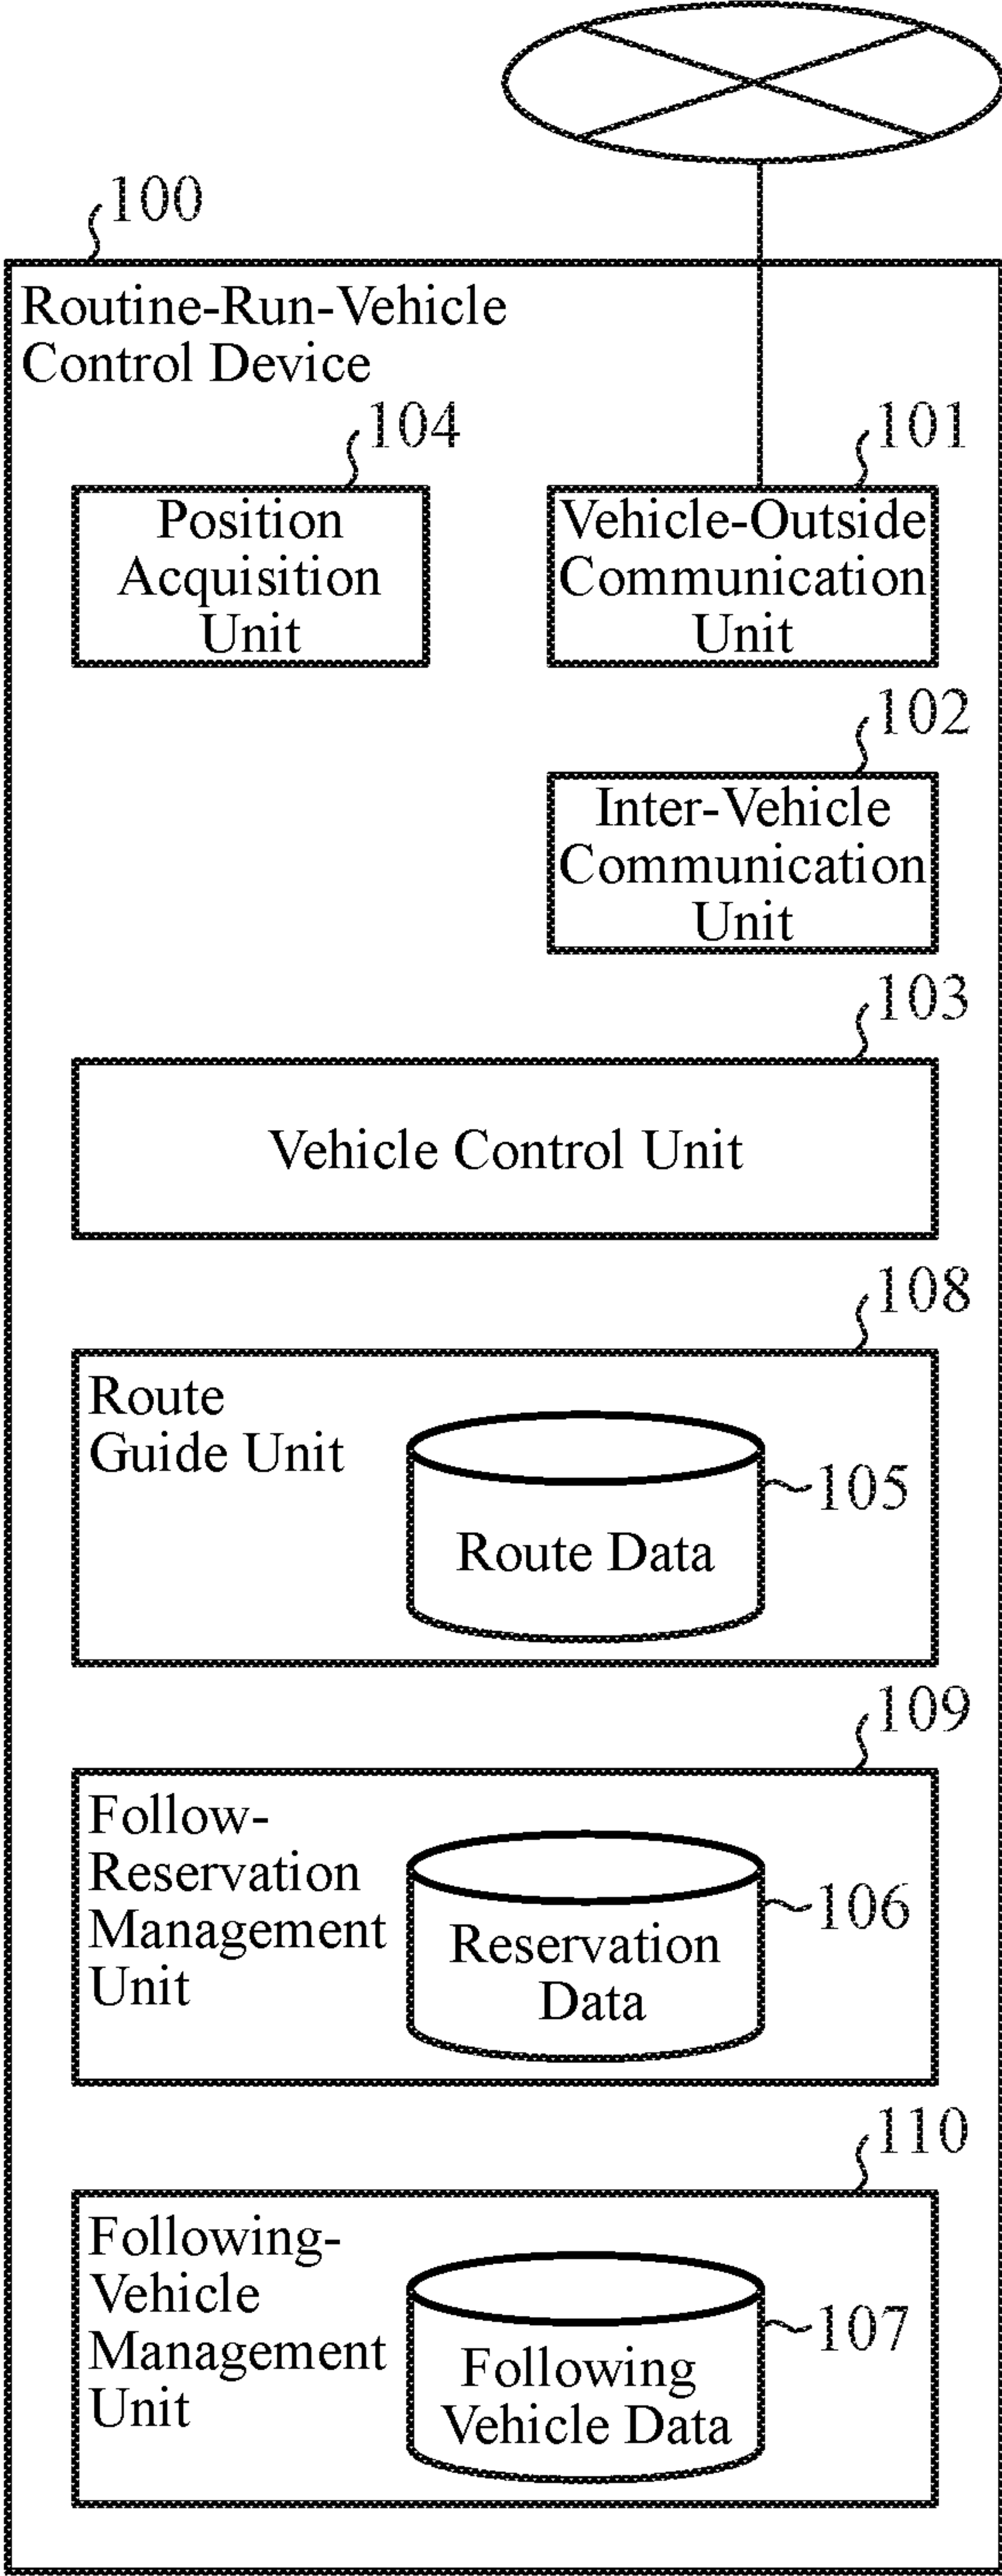 100
Routine-Run-Vehicle
Control Device
104
Position
Acquisition
Unit
101
Vehicle-Outside
Communication
Unit
102
Inter-Vehicle
Communication
Unit
103
Vehicle Control Unit
108
Route
Guide Unit
105
Route Data
109
Follow-
Reservation
Management
Unit
106
Reservation
Data
110
Following-
Vehicle
Management
Unit
107
Following
Vehicle Data